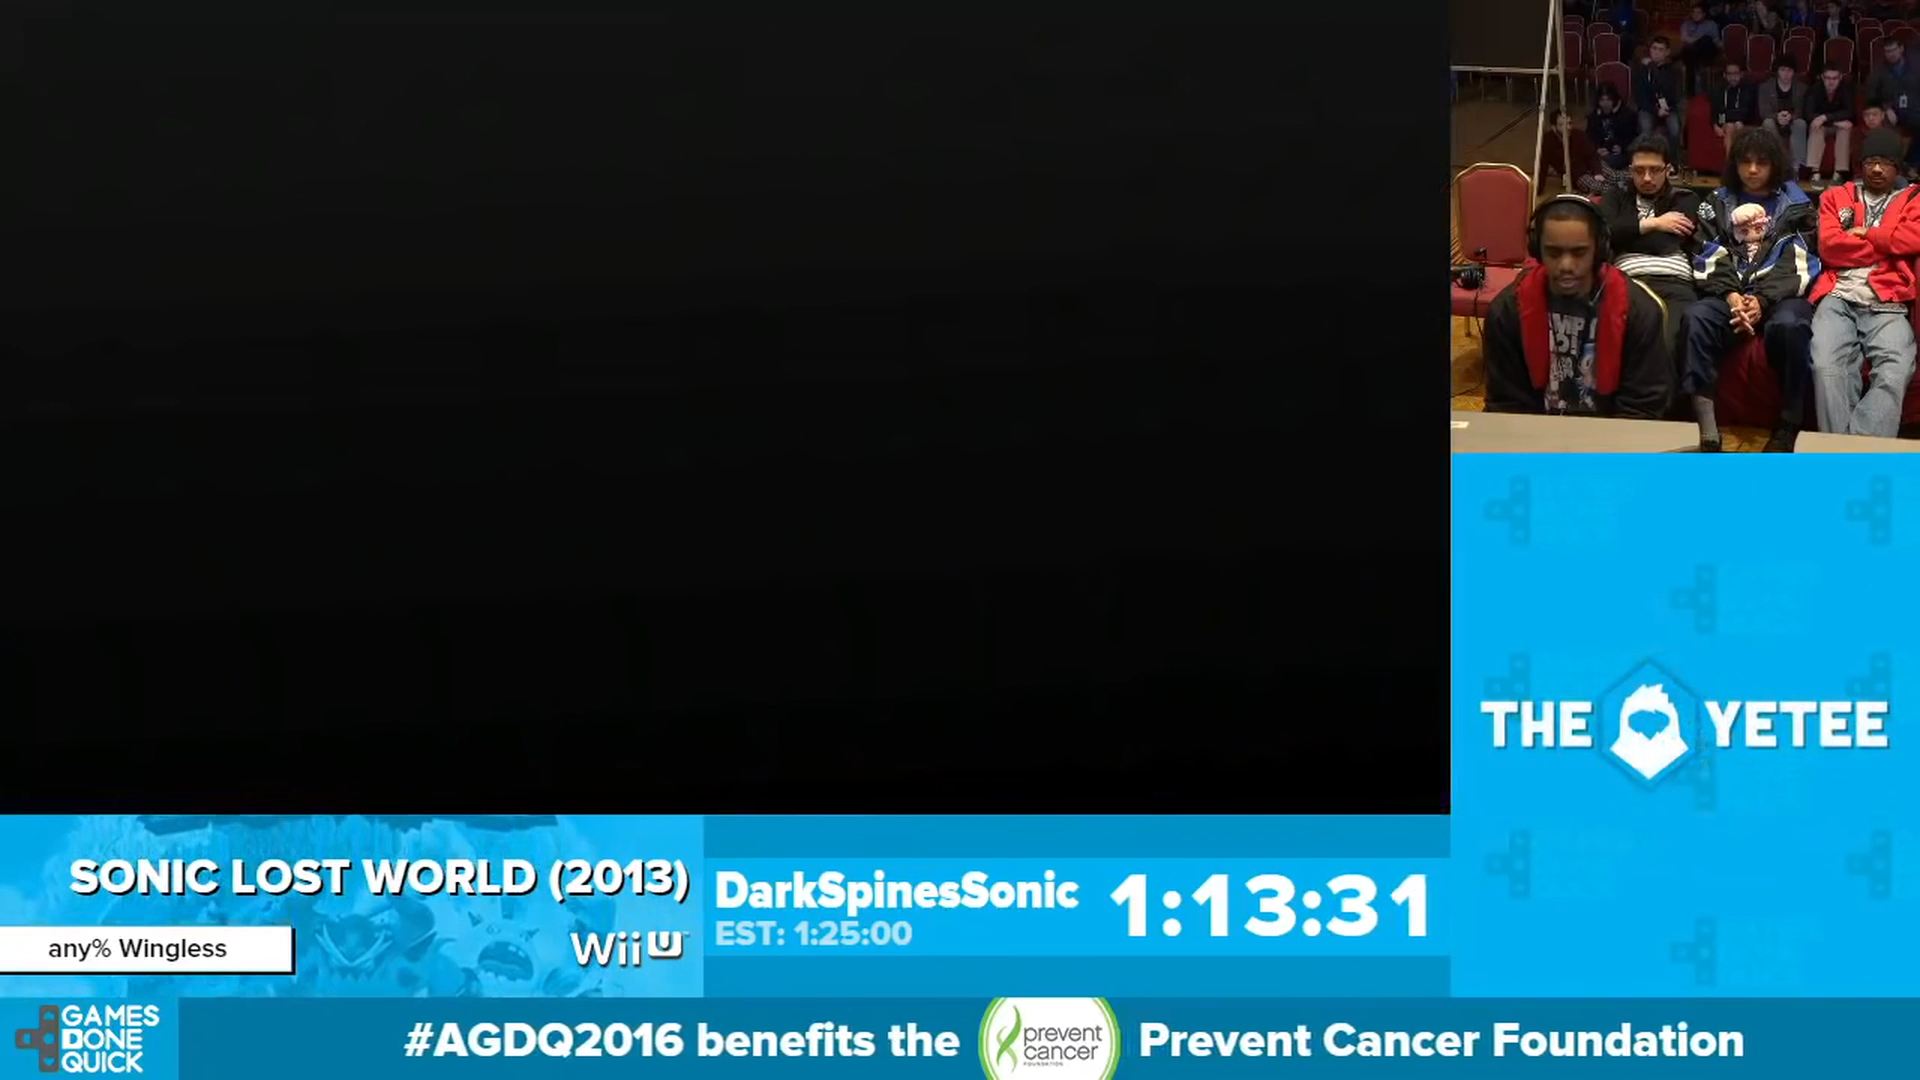 THE YETEE
SONIC LOST WORLD (2013)
any% Wingless
WiiU
DarkSpinesSonic
EST: 1:25:00
1:13:31
GAMES
DONE
QUICK
#AGDQ2016 benefits the
prevent
cancer
FOUNDATION
Prevent Cancer Foundation